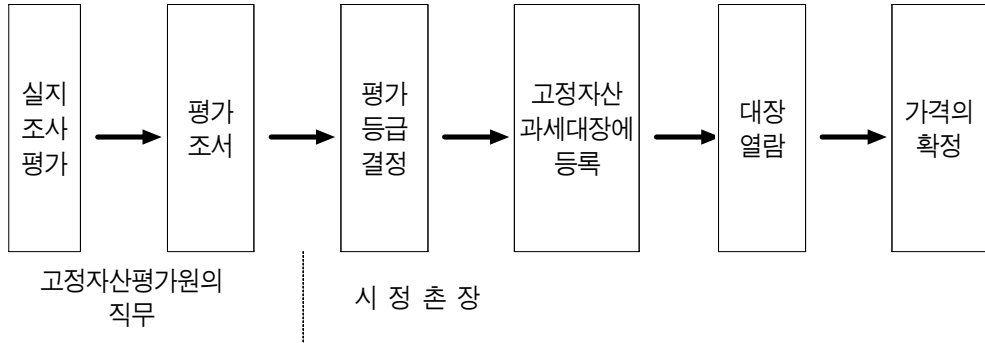 실지
조사
평가
평가
조서
평가
등급
결정
고정자산
과세대장에
등록
대장
열람
가격의
확정
고정자산평가원의
직무
시 정 촌 장